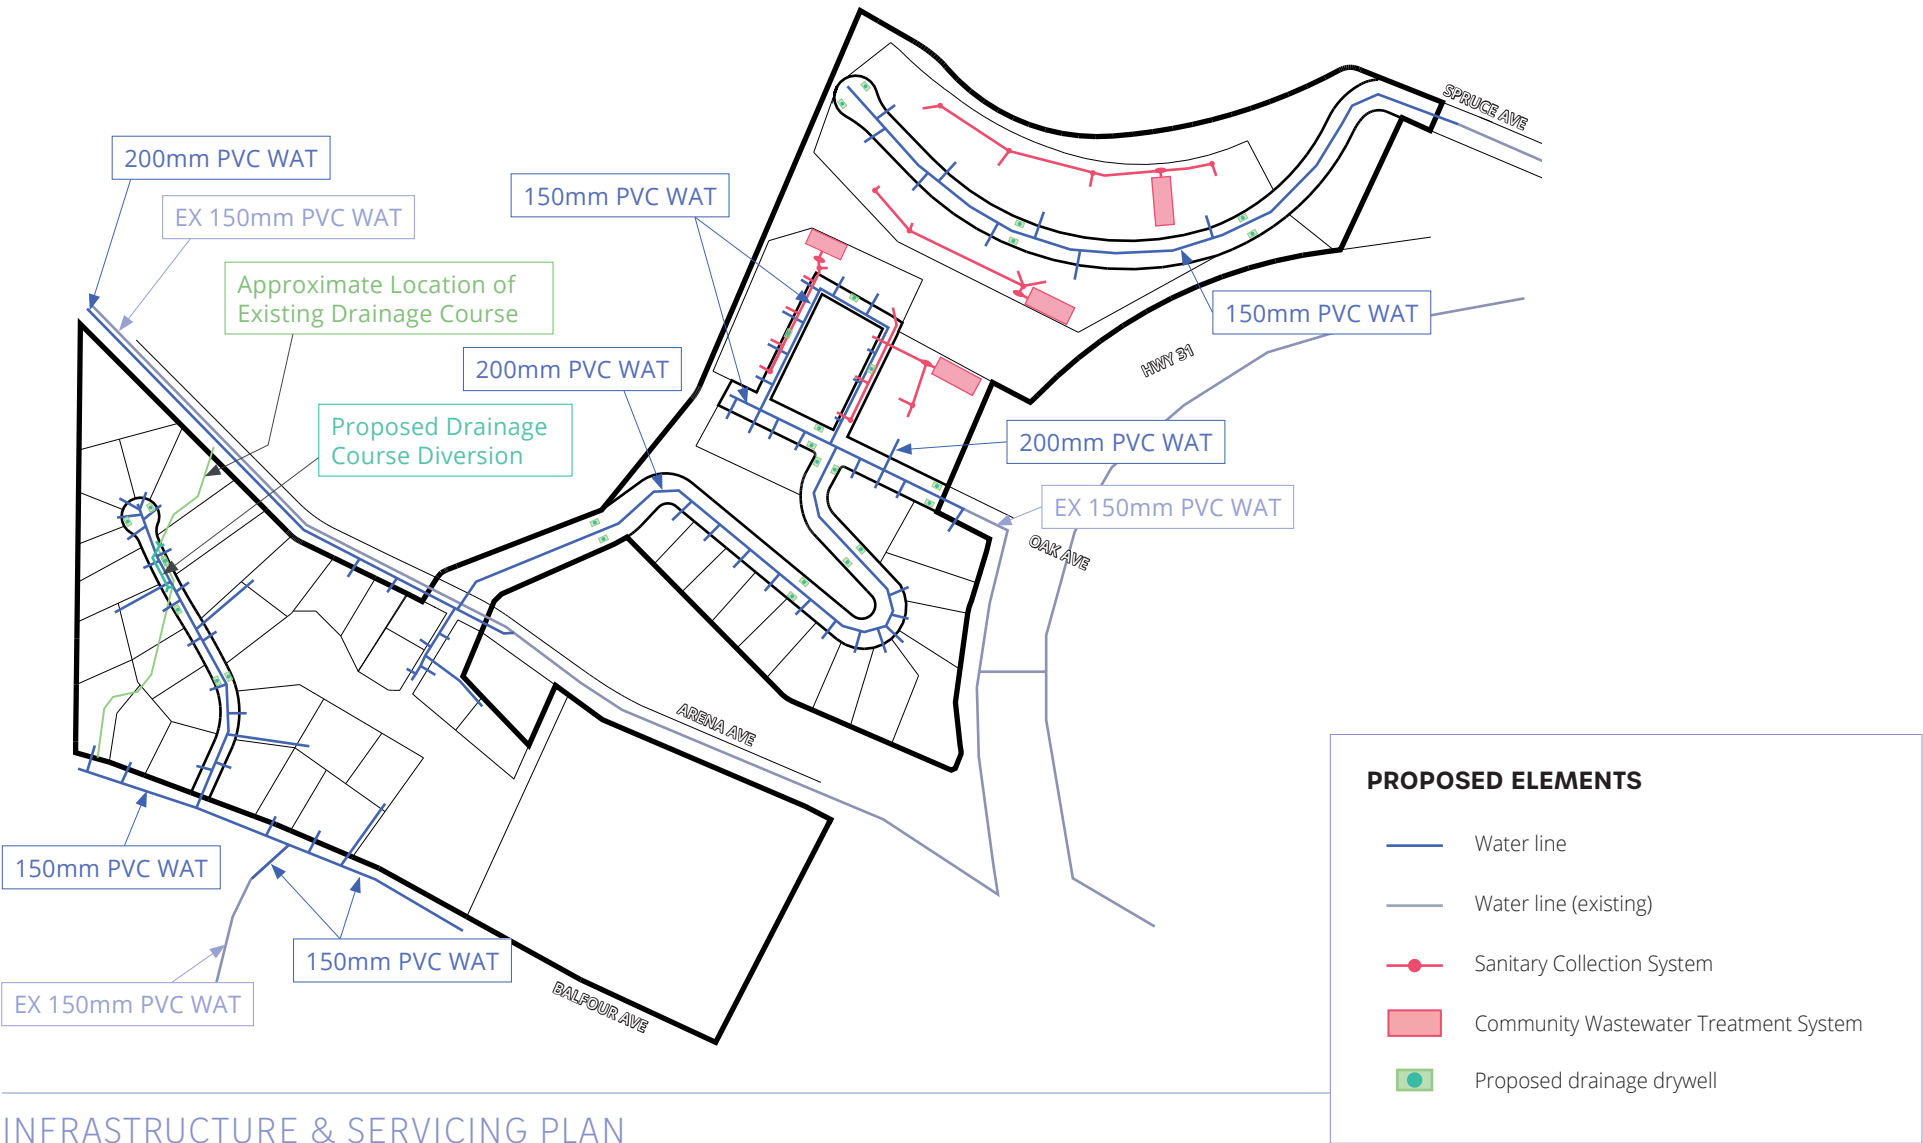 SPRUCE AVE
200mm PVC WAT
EX 150mm PVC WAT
150mm PVC WAT
Approximate Location of
Existing Drainage Course
150mm PVC WAT
HWY 31
200mm PVC WAT
Proposed Drainage
Course Diversion
200mm PVC WAT
EX 150mm PVC WAT
OAK AVE
ARENA AVE
150mm PVC WAT
150mm PVC WAT
EX 150mm PVC WAT
BALFOUR AVE
PROPOSED ELEMENTS
Water line
Water line (existing)
Sanitary Collection System
Community Wastewater Treatment System
Proposed drainage drywell
INFRASTRUCTURE & SERVICING PLAN